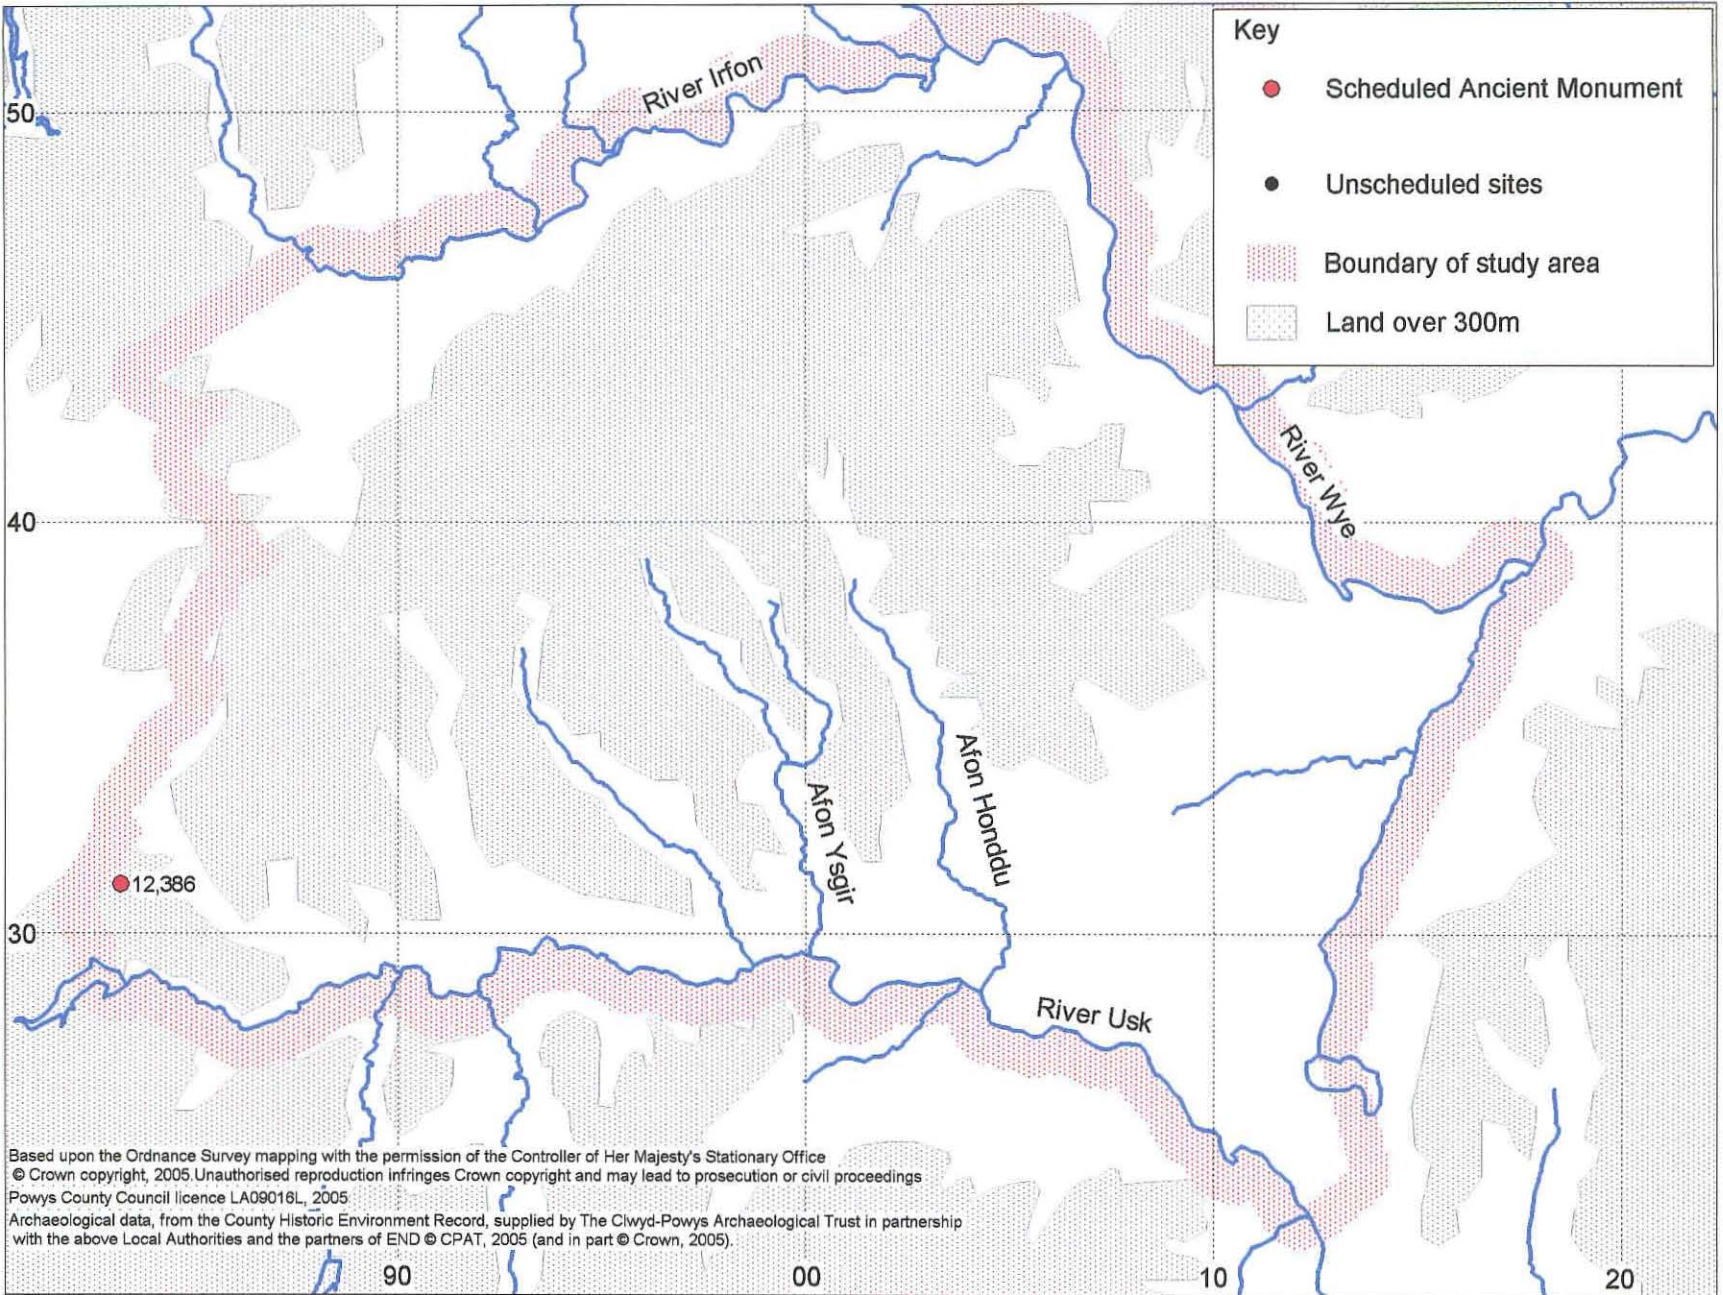 Key
Scheduled Ancient Monument
Unscheduled sites
Boundary of study area
Land over 300m
River Irfon
50
River Wye
40
Afon Honddu
Afon Ysgir
12,386
30
River Usk
Based upon the Ordnance Survey mapping with the permission of the Controller of Her Majesty's Stationary Office
© Crown copyright, 2005.Unauthorised reproduction infringes Crown copyright and may lead to prosecution or civil proceedings
Powys County Council licence LA09016L, 2005
Archaeological data, from the County Historic Environment Record, supplied by The Clwyd-Powys Archaeological Trust in partnership
with the above Local Authorities and the partners of END © CPAT, 2005 (and in part © Crown, 2005).
90
00
10
20